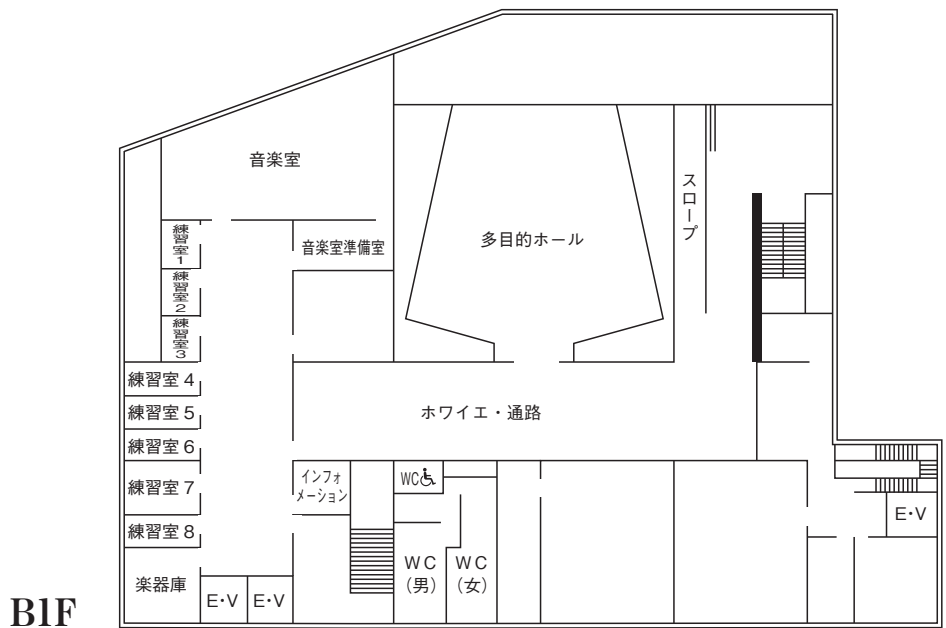 音楽室
スロープ
練習室1
音楽室準備室
多目的ホール
練習室2
練習室3
練習室4
練習室5
ホワイエ・通路
練習室6
インフォ
メーション
WC
練習室7
E・V
練習室8
WC
(男)
WC
(女)
楽器庫
E・V
E・V
B1F